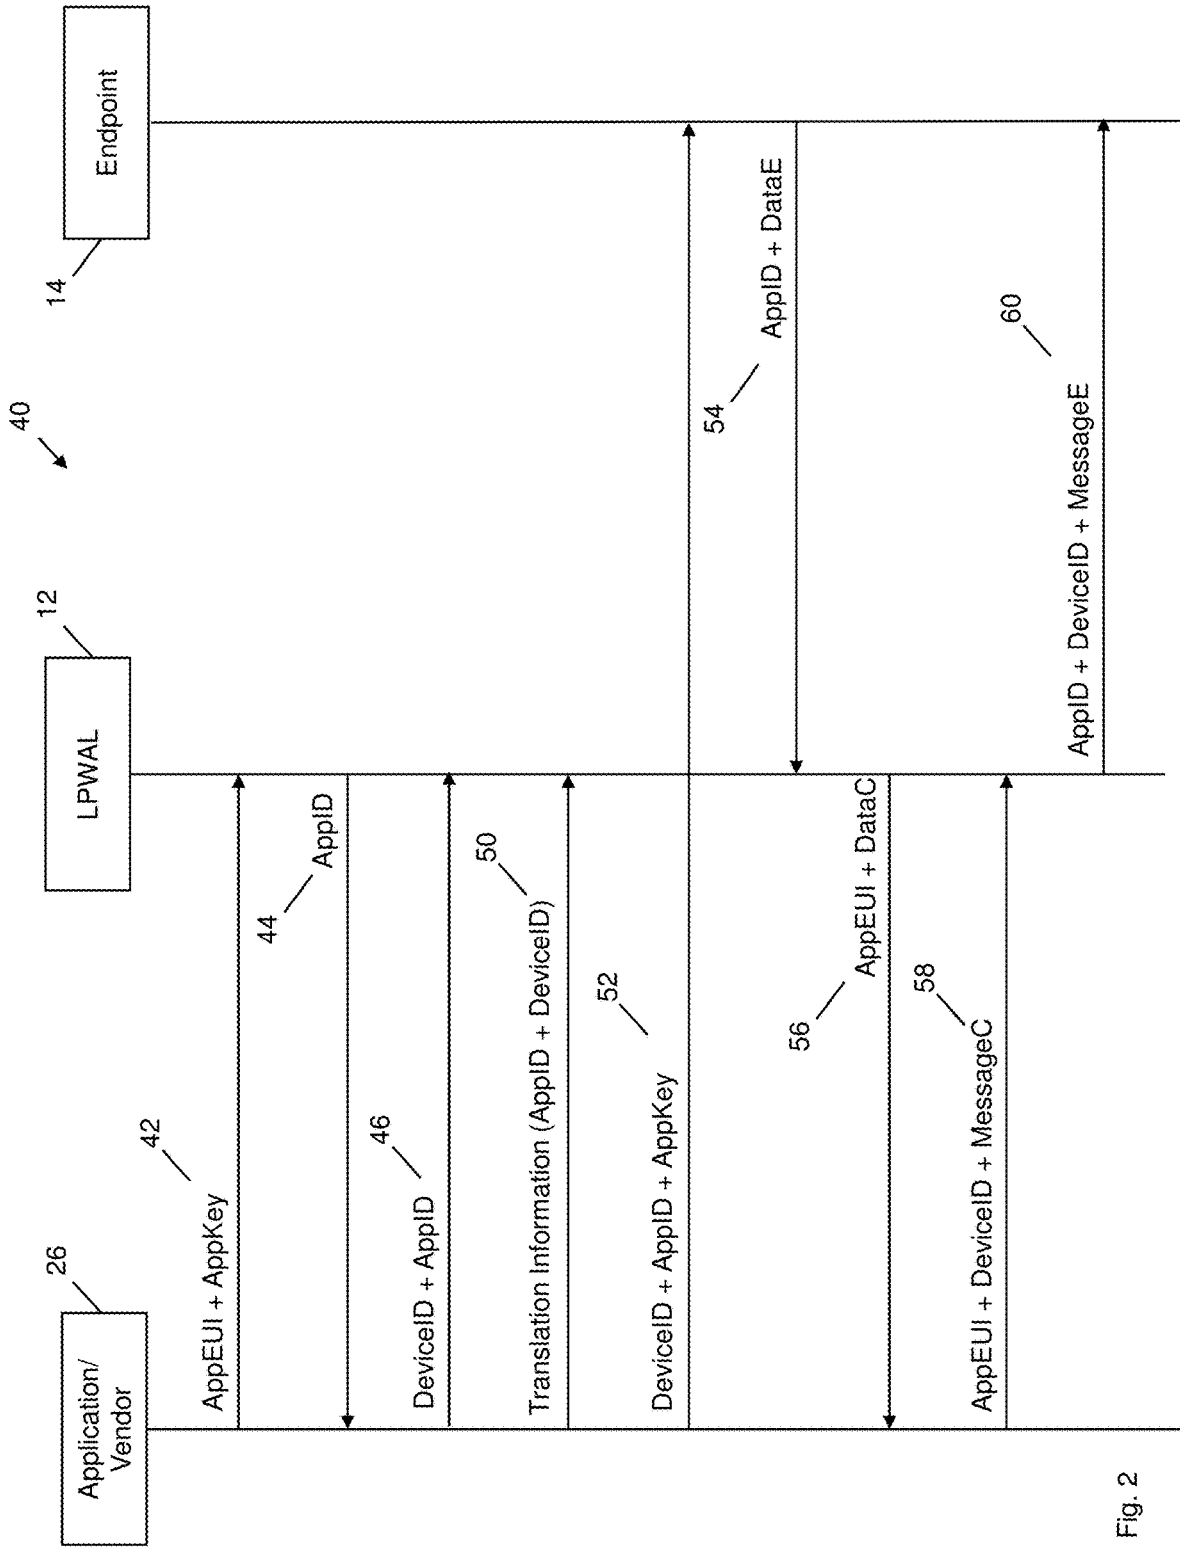 40
Application/
Vendor
26
LPWAL
12
Endpoint
14
AppEUI + AppKey
42
AppID
44
DeviceID + AppID
46
Translation Information (AppID + DeviceID)
50
DeviceID + AppID + AppKey
52
AppID + DataE
54
AppEUI + DataC
56
AppEUI + DeviceID + MessageC
58
AppID + DeviceID + MessageE
60
Fig. 2